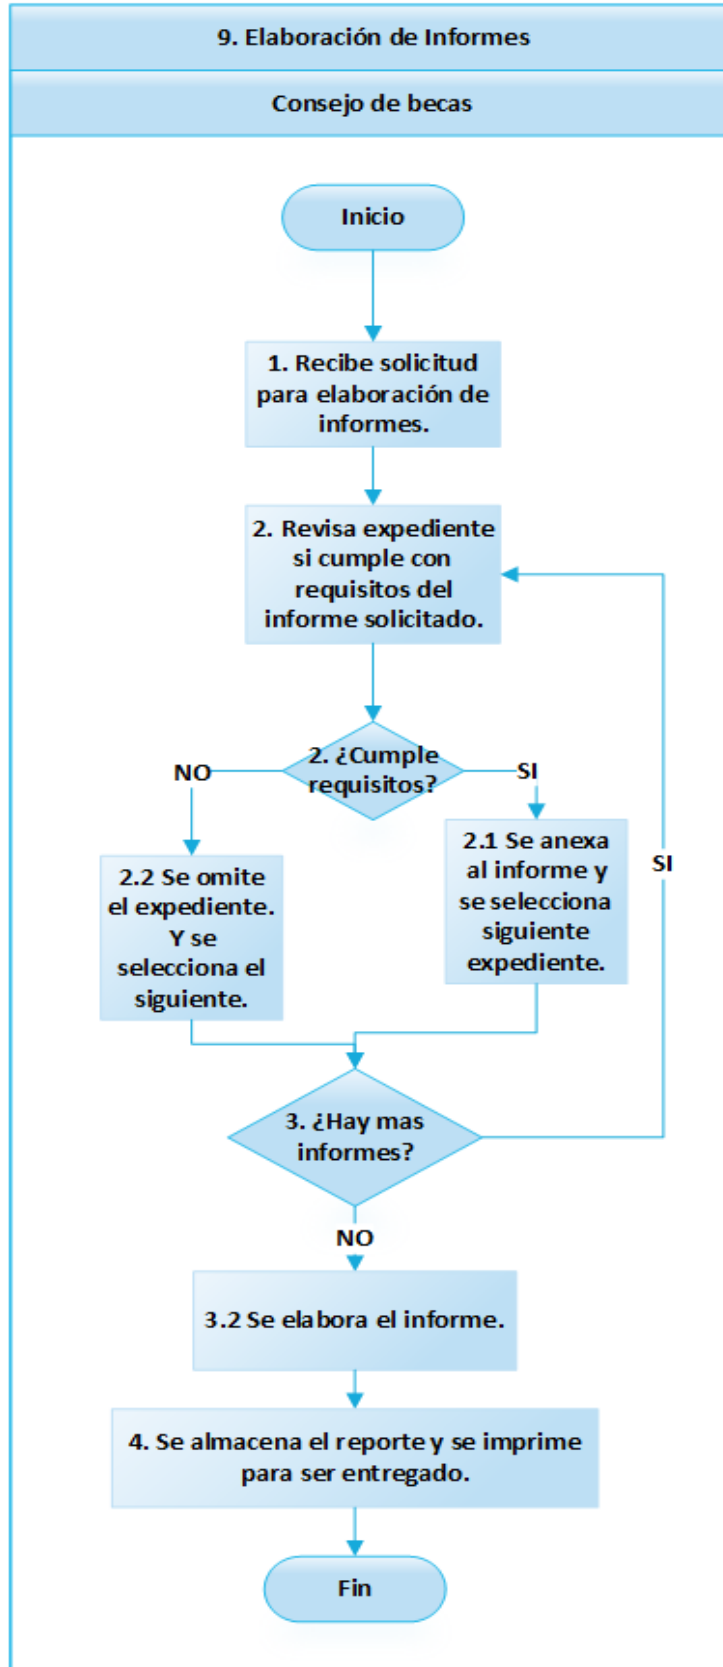 9. Elaboración de Informes
Consejo de becas
Inicio
1. Recibe solicitud
para elaboración de
informes.
2. Revisa expediente
si cumple con
requisitos del
informe solicitado.
2. ¿Cumple
requisitos?
NO
SI
2.2 Se omite
el expediente.
Y se
selecciona el
siguiente.
2.1 Se anexa
al informe y
se selecciona
siguiente
expediente.
SI
3. ¿Hay mas
informes?
NO
3.2 Se elabora el informe.
4. Se almacena el reporte y se imprime
para ser entregado.
Fin